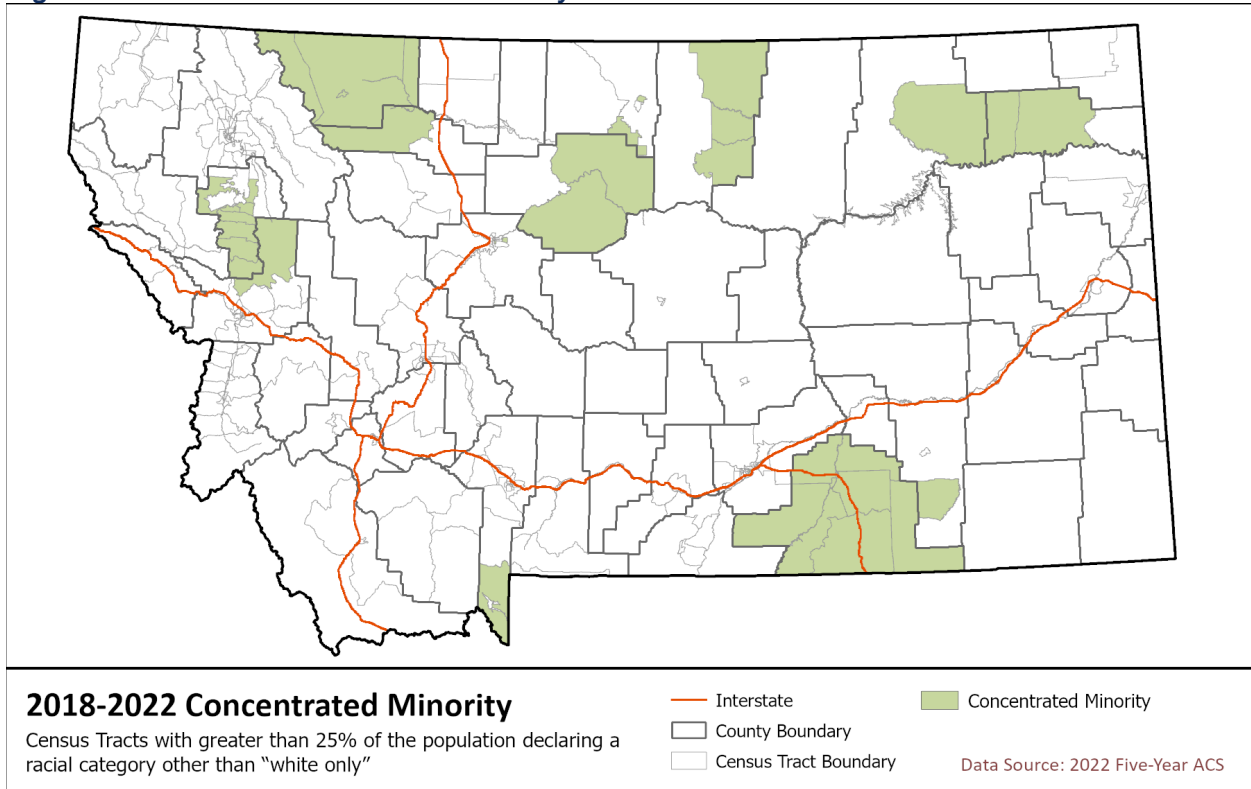 2018-2022 Concentrated Minority
Census Tracts with greater than 25% of the population declaring a
racial category other than “white only”
Interstate
County Boundary
Census Tract Boundary
Concentrated Minority
Data Source: 2022 Five-Year ACS